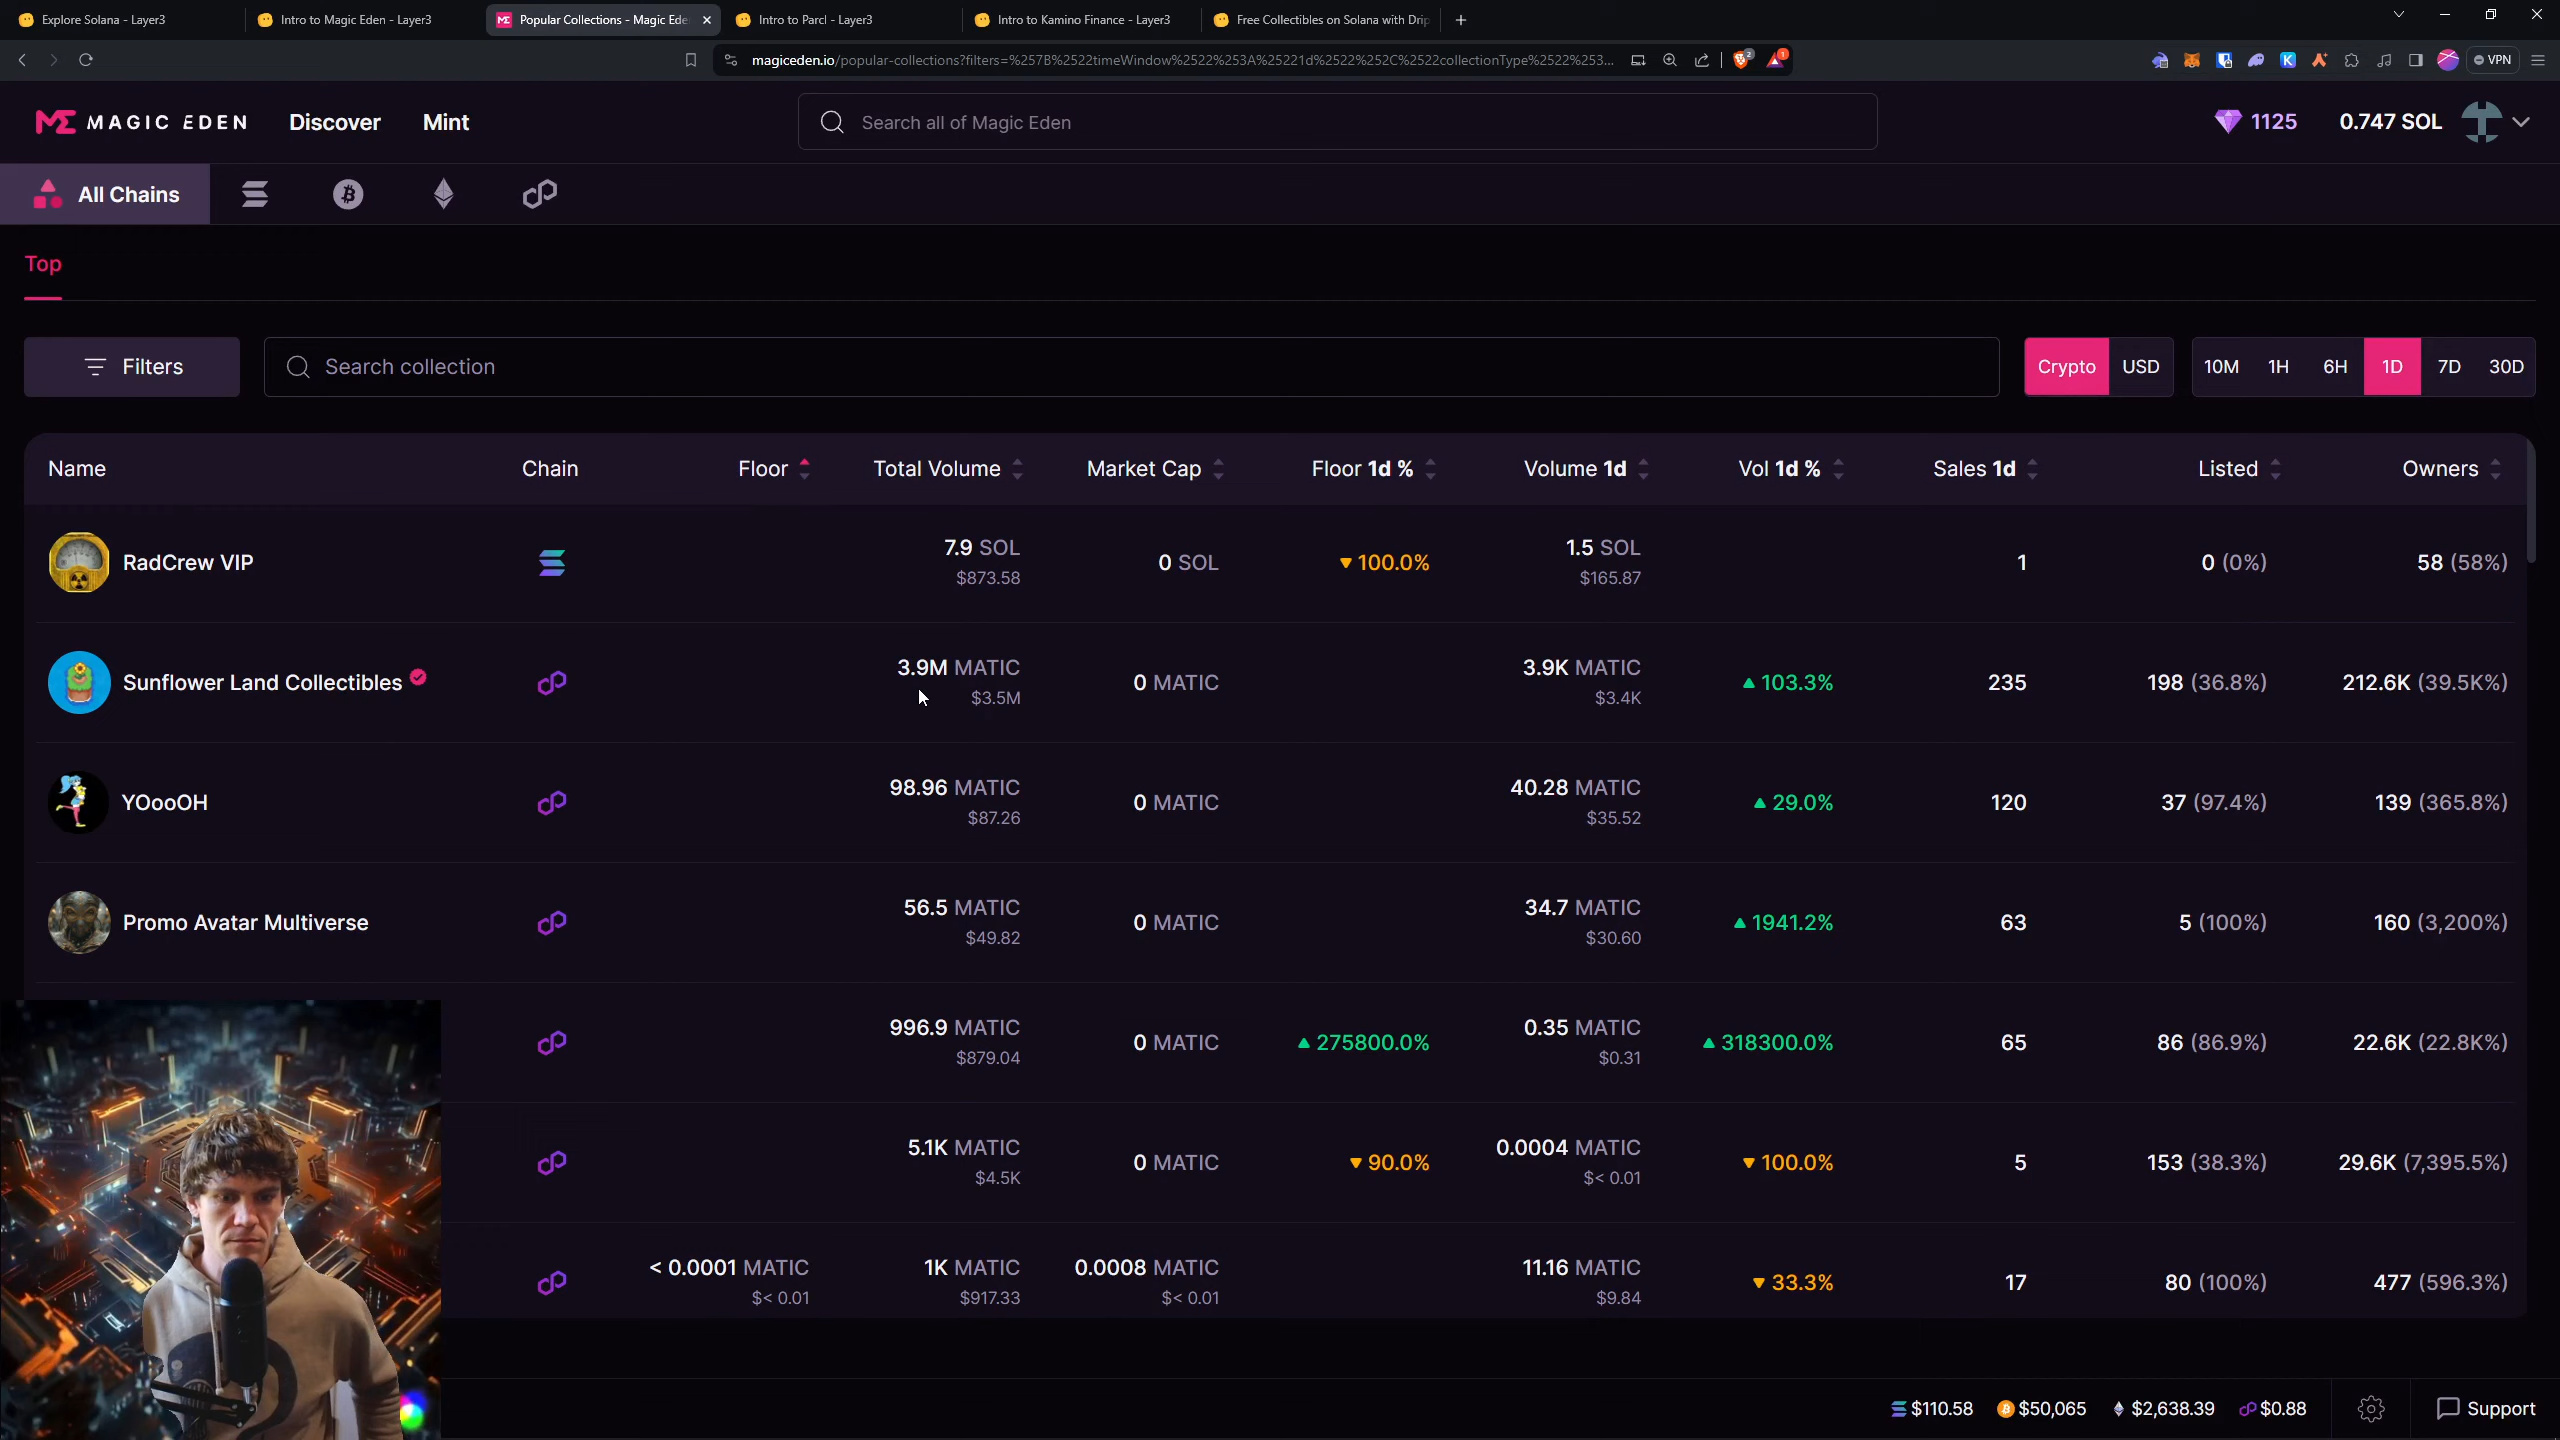 Explore Solana - Layer3
Intro to Magic Eden - Layer3
Popular Collections - Magic Ede
Intro to Parcl - Layer3
Intro to Kamino Finance - Layer3
Free Collectibles on Solana with Drip
magiceden.io/popular-collections?filters=%257B%2522timeWindow%2522%253A%25221d%2522%252C%2522collectionType%2522%253...
2
1
VPN
MAGIC EDEN
Discover
Mint
Search all of Magic Eden
1125
0.747 SOL
All Chains
Top
Filters
Search collection
Crypto
USD
10M
1H
6H
1D
7D
30D
Name
Chain
Floor
Total Volume
Market Cap
Floor 1d %
Volume 1d
Vol 1d %
Sales 1d
Listed
Owners
RadCrew VIP
7.9 SOL
$873.58
0 SOL
100.0%
1.5 SOL
$165.87
1
0 (0%)
58 (58%)
Sunflower Land Collectibles
3.9M MATIC
$3.5M
0 MATIC
3.9K MATIC
$3.4K
103.3%
235
198 (36.8%)
212.6K (39.5K%)
YOooOH
98.96 MATIC
$87.26
0 MATIC
40.28 MATIC
$35.52
29.0%
120
37 (97.4%)
139 (365.8%)
Promo Avatar Multiverse
56.5 MATIC
$49.82
0 MATIC
34.7 MATIC
$30.60
1941.2%
63
5 (100%)
160 (3,200%)
996.9 MATIC
$879.04
0 MATIC
275800.0%
0.35 MATIC
$0.31
318300.0%
65
86 (86.9%)
22.6K (22.8K%)
5.1K MATIC
$4.5K
0 MATIC
90.0%
0.0004 MATIC
$< 0.01
100.0%
5
153 (38.3%)
29.6K (7,395.5%)
< 0.0001 MATIC
$< 0.01
1K MATIC
$917.33
0.0008 MATIC
$< 0.01
11.16 MATIC
$9.84
33.3%
17
80 (100%)
477 (596.3%)
$110.58
$50,065
$2,638.39
$0.88
Support